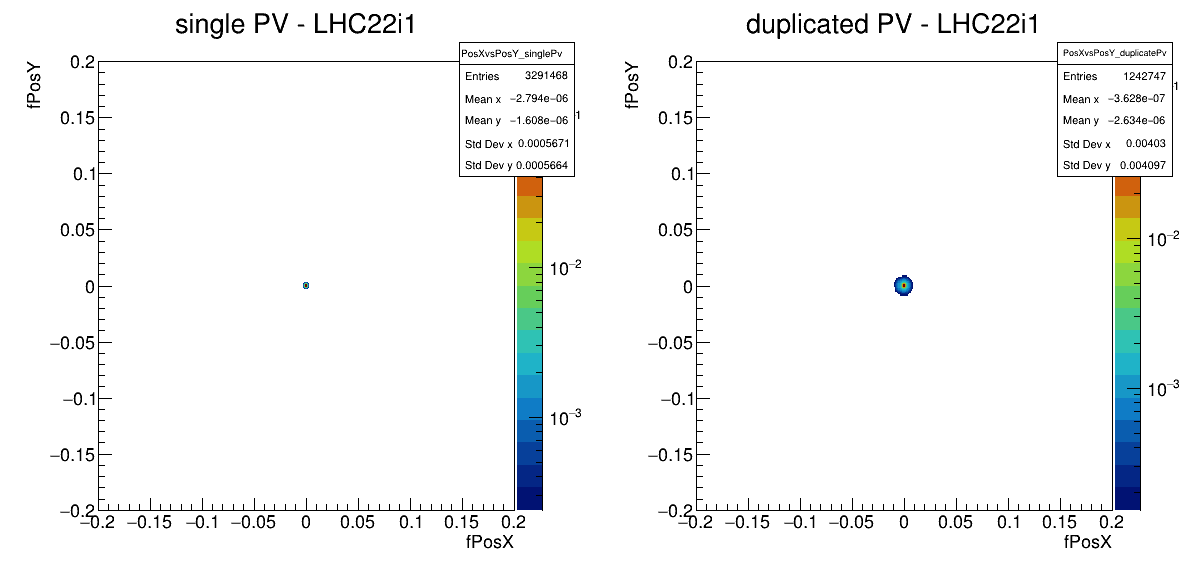 single PV - LHC22i1
PosXvsPosY_singlePv
Entries 3291468
Mean x −2.794e−06
Mean y −1.608e−06
Std Dev x 0.0005671
Std Dev y 0.0005664
fPosY
0.2
0.15
0.1
0.05
0
−0.05
−0.1
−0.15
−0.2
1
10−2
10−3
−0.2 −0.15 −0.1 −0.05 0 0.05 0.1 0.15 0.2
fPosX
duplicated PV - LHC22i1
PosXvsPosY_duplicatePv
Entries 1242747
Mean x −3.628e−07
Mean y −2.634e−06
Std Dev x 0.00403
Std Dev y 0.004097
fPosY
0.2
0.15
0.1
0.05
0
−0.05
−0.1
−0.15
−0.2
1
10−2
10−3
−0.2 −0.15 −0.1 −0.05 0 0.05 0.1 0.15 0.2
fPosX